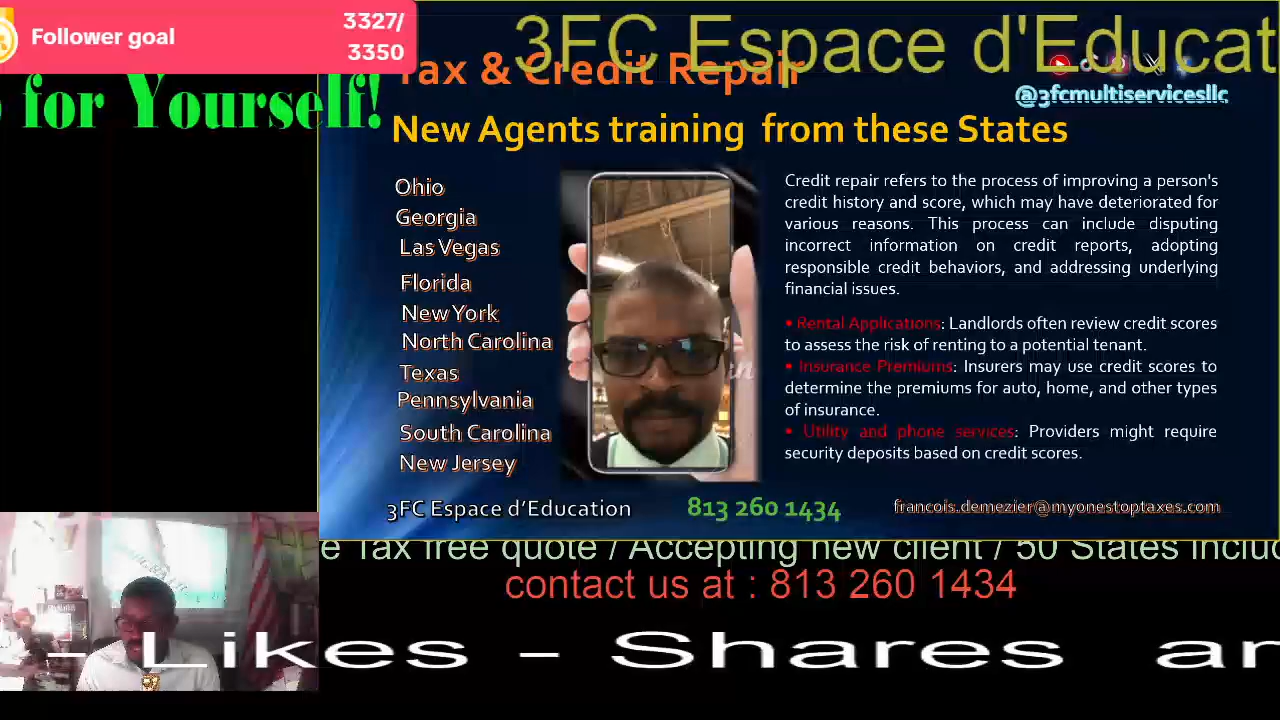 Follower goal
3327/
3350
3FC Espace d'Educat
for Yourself!
Tax & Credit Repair
@3fcmultiservicesllc
New Agents training from these States
Ohio
Georgia
Las Vegas
Florida
New York
North Carolina
Texas
Pennsylvania
South Carolina
New Jersey
Credit repair refers to the process of improving a person's
credit history and score, which may have deteriorated for
various reasons. This process can include disputing
incorrect information on credit reports, adopting
responsible credit behaviors, and addressing underlying
financial issues.
• Rental Applications: Landlords often review credit scores
to assess the risk of renting to a potential tenant.
• Insurance Premiums: Insurers may use credit scores to
determine the premiums for auto, home, and other types
of insurance.
• Utility and phone services: Providers might require
security deposits based on credit scores.
3FC Espace d'Education
813 260 1434
francois.demezier@myonestoptaxes.com
e Tax free quote / Accepting new client / 50 States Includ
contact us at : 813 260 1434
- Likes - Shares an